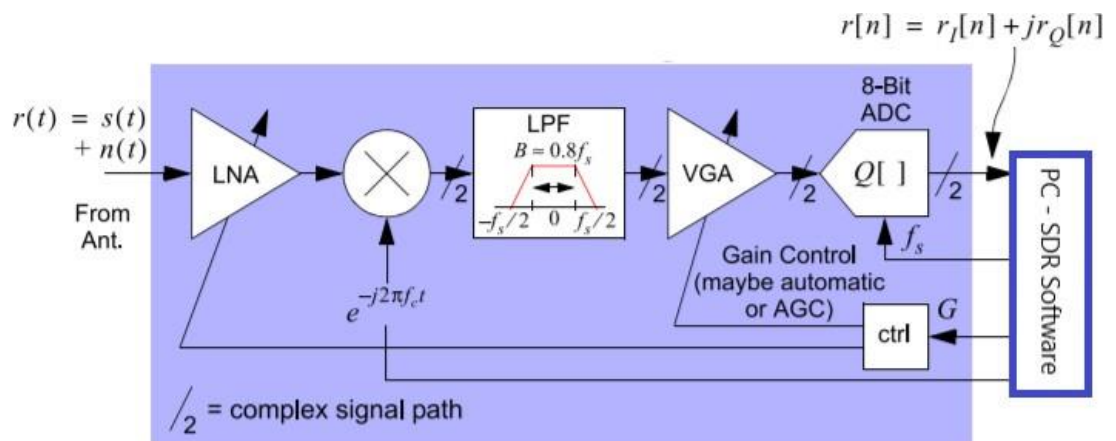 r[n] = r_I[n] + jr_Q[n]
8-Bit
ADC
r(t) = s(t)
+ n(t)
LPF
B ≈ 0.8f_s
LNA
/2
/2
VGA
/2
Q[ ]
/2
-f_s/2 0 f_s/2
From
Ant.
f_s
PC - SDR Software
Gain Control
(maybe automatic
or AGC)
e^{-j2πf_c t}
G
ctrl
/2 = complex signal path